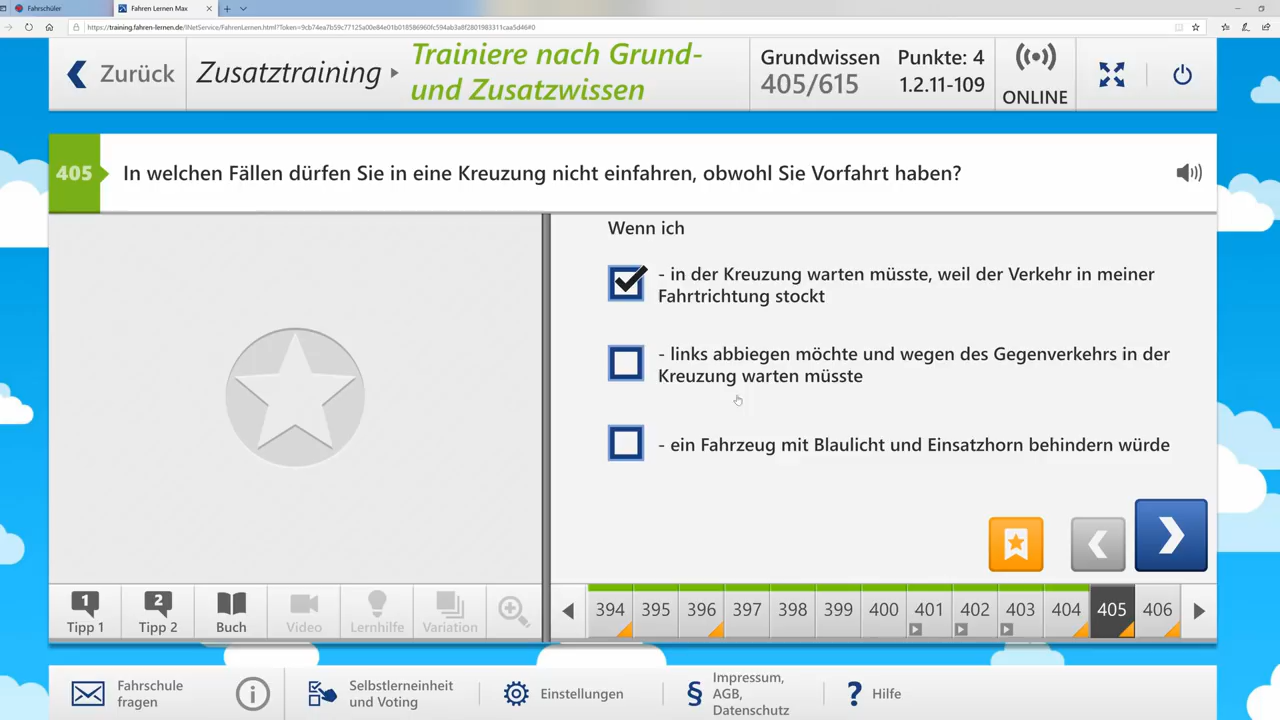 Fahrschüler
Fahren Lernen Max
Zurück
Zusatztraining
Trainiere nach Grund-
und Zusatzwissen
Grundwissen
405/615
Punkte: 4
1.2.11-109
ONLINE
405
In welchen Fällen dürfen Sie in eine Kreuzung nicht einfahren, obwohl Sie Vorfahrt haben?
Wenn ich
- in der Kreuzung warten müsste, weil der Verkehr in meiner
Fahrtrichtung stockt
- links abbiegen möchte und wegen des Gegenverkehrs in der
Kreuzung warten müsste
- ein Fahrzeug mit Blaulicht und Einsatzhorn behindern würde
1
Tipp 1
2
Tipp 2
Buch
Video
Lernhilfe
Variation
394 395 396 397 398 399 400 401 402 403 404 405 406
Fahrschule
fragen
Selbstlerneinheit
und Voting
Einstellungen
§
Impressum,
AGB,
Datenschutz
?
Hilfe